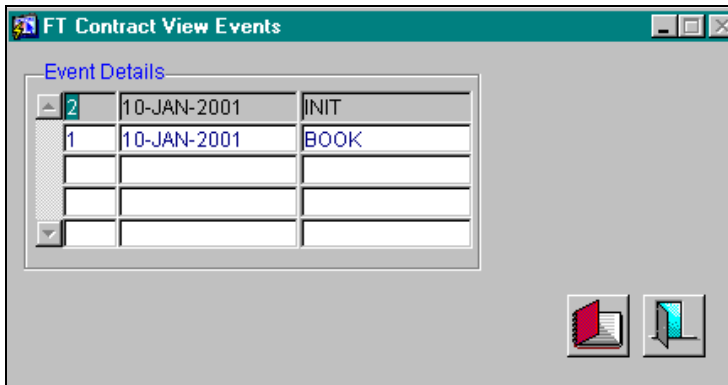 FT Contract View Events
Event Details
2 10-JAN-2001 INIT
1 10-JAN-2001 BOOK